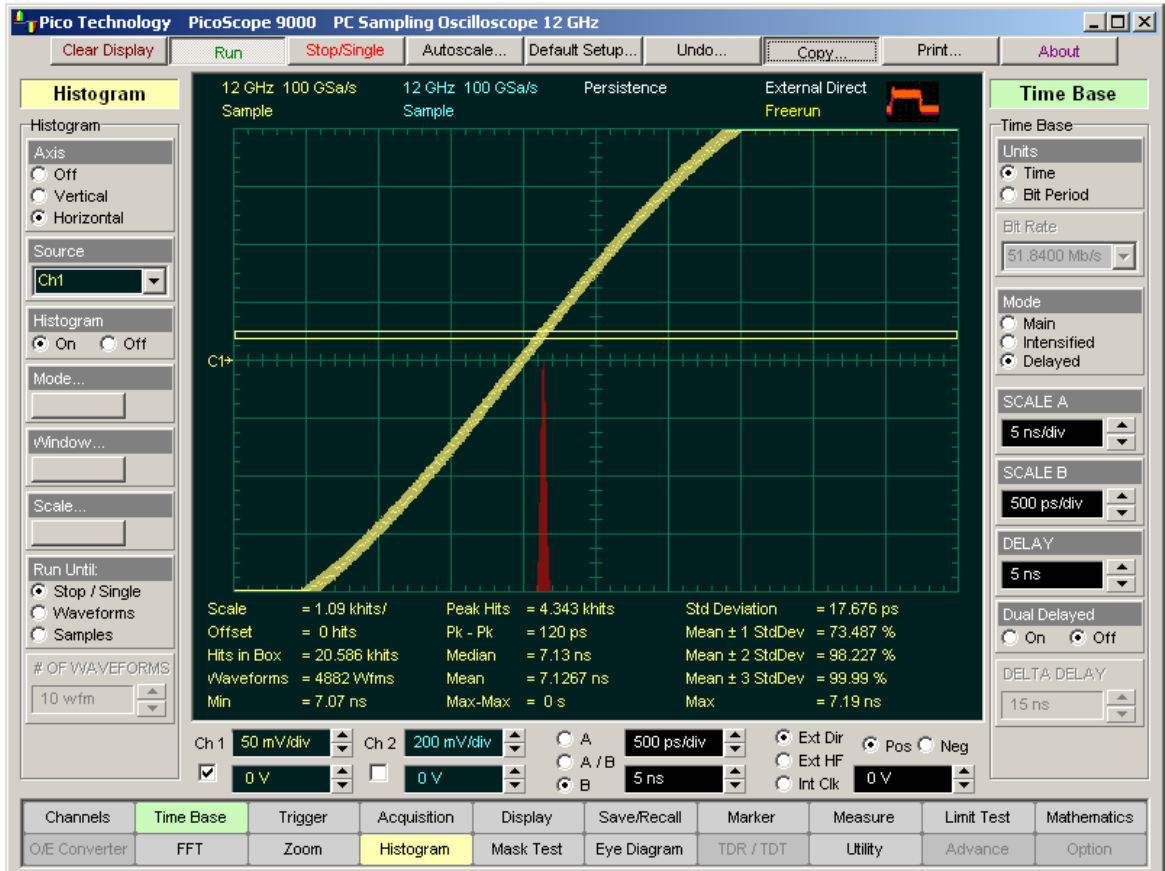 Pico Technology PicoScope 9000 PC Sampling Oscilloscope 12 GHz
Clear Display Run Stop/Single Autoscale... Default Setup... Undo... Copy... Print... About
Histogram
Histogram
Axis
Off
Vertical
Horizontal
Source
Ch1
Histogram
On Off
Mode...
Window...
Scale...
Run Until:
Stop / Single
Waveforms
Samples
# OF WAVEFORMS
10 wfm
12 GHz 100 GSa/s 12 GHz 100 GSa/s Persistence External Direct
Sample Sample Freerun
C1
Scale = 1.09 khits/ Peak Hits = 4.343 khits Std Deviation = 17.676 ps
Offset = 0 hits Pk - Pk = 120 ps Mean ± 1 StdDev = 73.487 %
Hits in Box = 20.586 khits Median = 7.13 ns Mean ± 2 StdDev = 98.227 %
Waveforms = 4882 Wfms Mean = 7.1267 ns Mean ± 3 StdDev = 99.99 %
Min = 7.07 ns Max-Max = 0 s Max = 7.19 ns
Time Base
Time Base
Units
Time
Bit Period
Bit Rate
51.8400 Mb/s
Mode
Main
Intensified
Delayed
SCALE A
5 ns/div
SCALE B
500 ps/div
DELAY
5 ns
Dual Delayed
On Off
DELTA DELAY
15 ns
Ch 1 50 mV/div Ch 2 200 mV/div A 500 ps/div Ext Dir Pos Neg
A / B Ext HF
0 V 0 V B 5 ns Int Clk 0 V
Channels Time Base Trigger Acquisition Display Save/Recall Marker Measure Limit Test Mathematics
O/E Converter FFT Zoom Histogram Mask Test Eye Diagram TDR / TDT Utility Advance Option